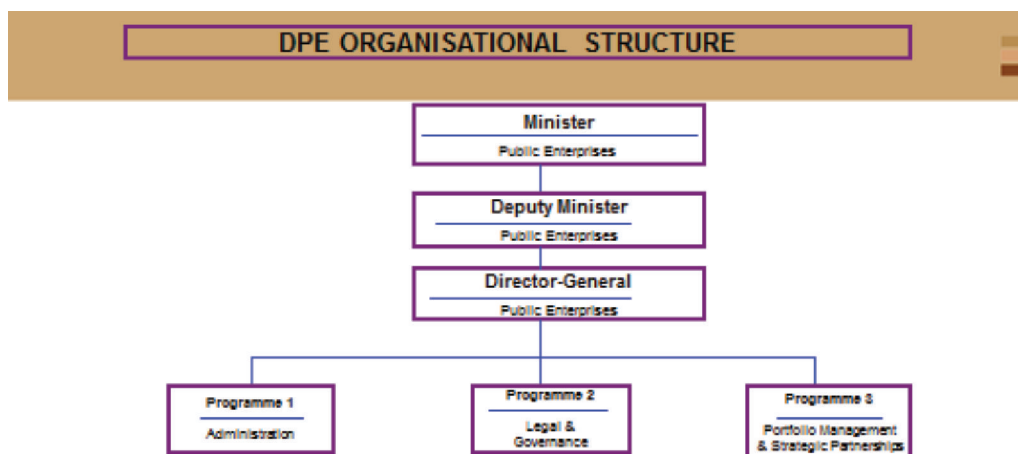 DPE ORGANISATIONAL STRUCTURE
Minister
Public Enterprises
Deputy Minister
Public Enterprises
Director-General
Public Enterprises
Programme 1
Administration
Programme 2
Legal &
Governance
Programme 3
Portfolio Management
& Strategic Partnerships